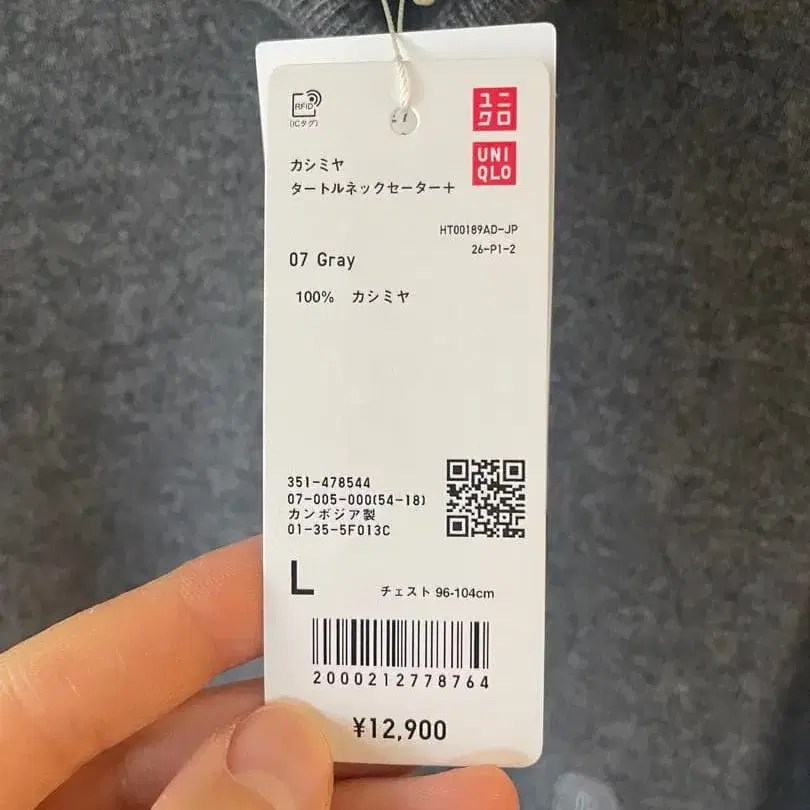 RFID
(ICタグ)
ユニ
クロ
UNI
QLO
カシミヤ
タートルネックセーター+
HT00189AD-JP
26-P1-2
07 Gray
100% カシミヤ
351-478544
07-005-000(54-18)
カンボジア製
01-35-5F013C
L
チェスト 96-104cm
2000212778764
¥12,900